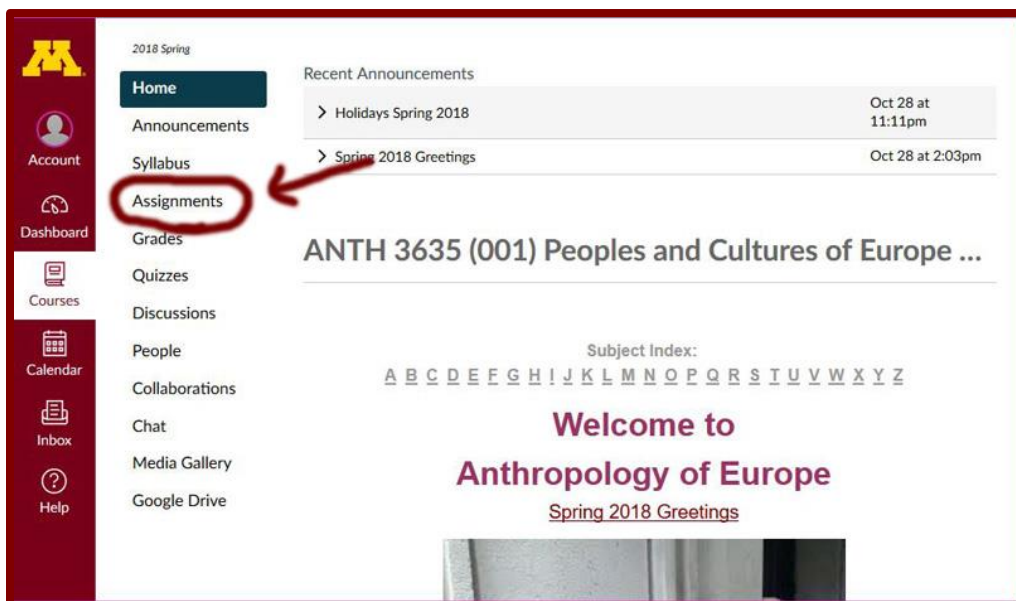 M
Account
Dashboard
Courses
Calendar
Inbox
Help
2018 Spring
Home
Announcements
Syllabus
Assignments
Grades
Quizzes
Discussions
People
Collaborations
Chat
Media Gallery
Google Drive
Recent Announcements
Holidays Spring 2018 Oct 28 at
11:11pm
Spring 2018 Greetings Oct 28 at 2:03pm
ANTH 3635 (001) Peoples and Cultures of Europe ...
Subject Index:
A B C D E F G H I J K L M N O P Q R S T U V W X Y Z
Welcome to
Anthropology of Europe
Spring 2018 Greetings